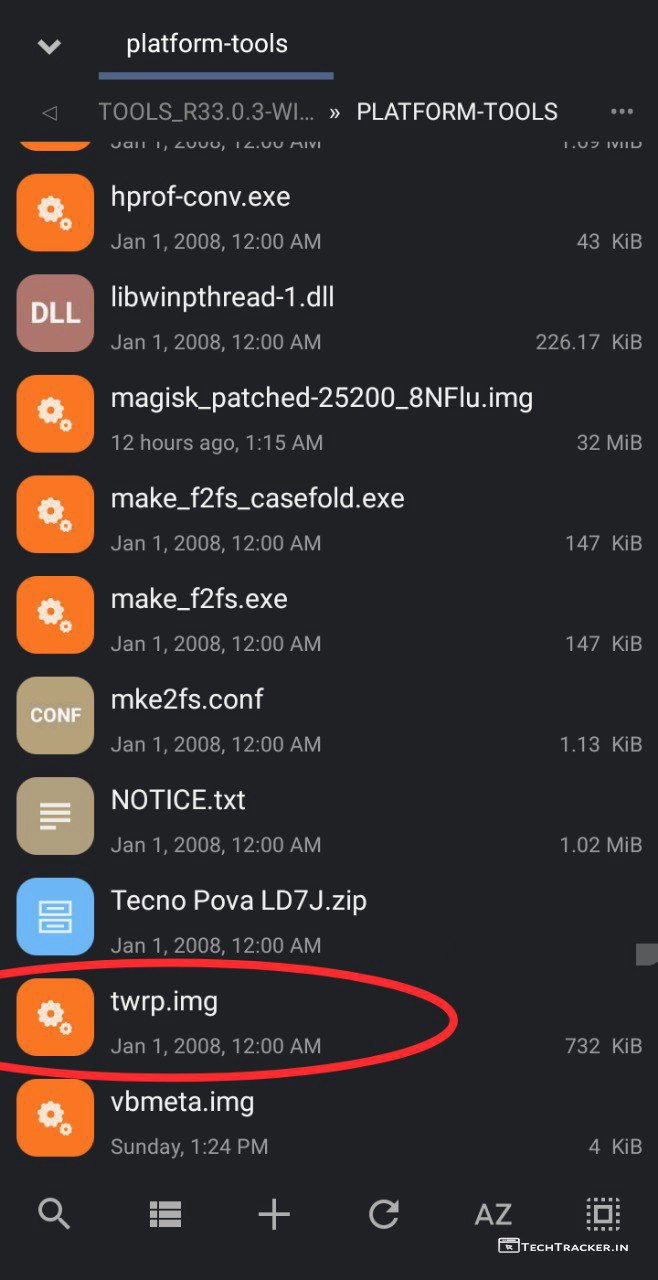 platform-tools
TOOLS_R33.0.3-WI... » PLATFORM-TOOLS
Jan 1, 2008, 12:00 AM 1.69 MiB
hprof-conv.exe
Jan 1, 2008, 12:00 AM 43 KiB
DLL
libwinpthread-1.dll
Jan 1, 2008, 12:00 AM 226.17 KiB
magisk_patched-25200_8NFlu.img
12 hours ago, 1:15 AM 32 MiB
make_f2fs_casefold.exe
Jan 1, 2008, 12:00 AM 147 KiB
make_f2fs.exe
Jan 1, 2008, 12:00 AM 147 KiB
CONF
mke2fs.conf
Jan 1, 2008, 12:00 AM 1.13 KiB
NOTICE.txt
Jan 1, 2008, 12:00 AM 1.02 MiB
Tecno Pova LD7J.zip
Jan 1, 2008, 12:00 AM
twrp.img
Jan 1, 2008, 12:00 AM 732 KiB
vbmeta.img
Sunday, 1:24 PM 4 KiB
AZ
TECHTRACKER.IN